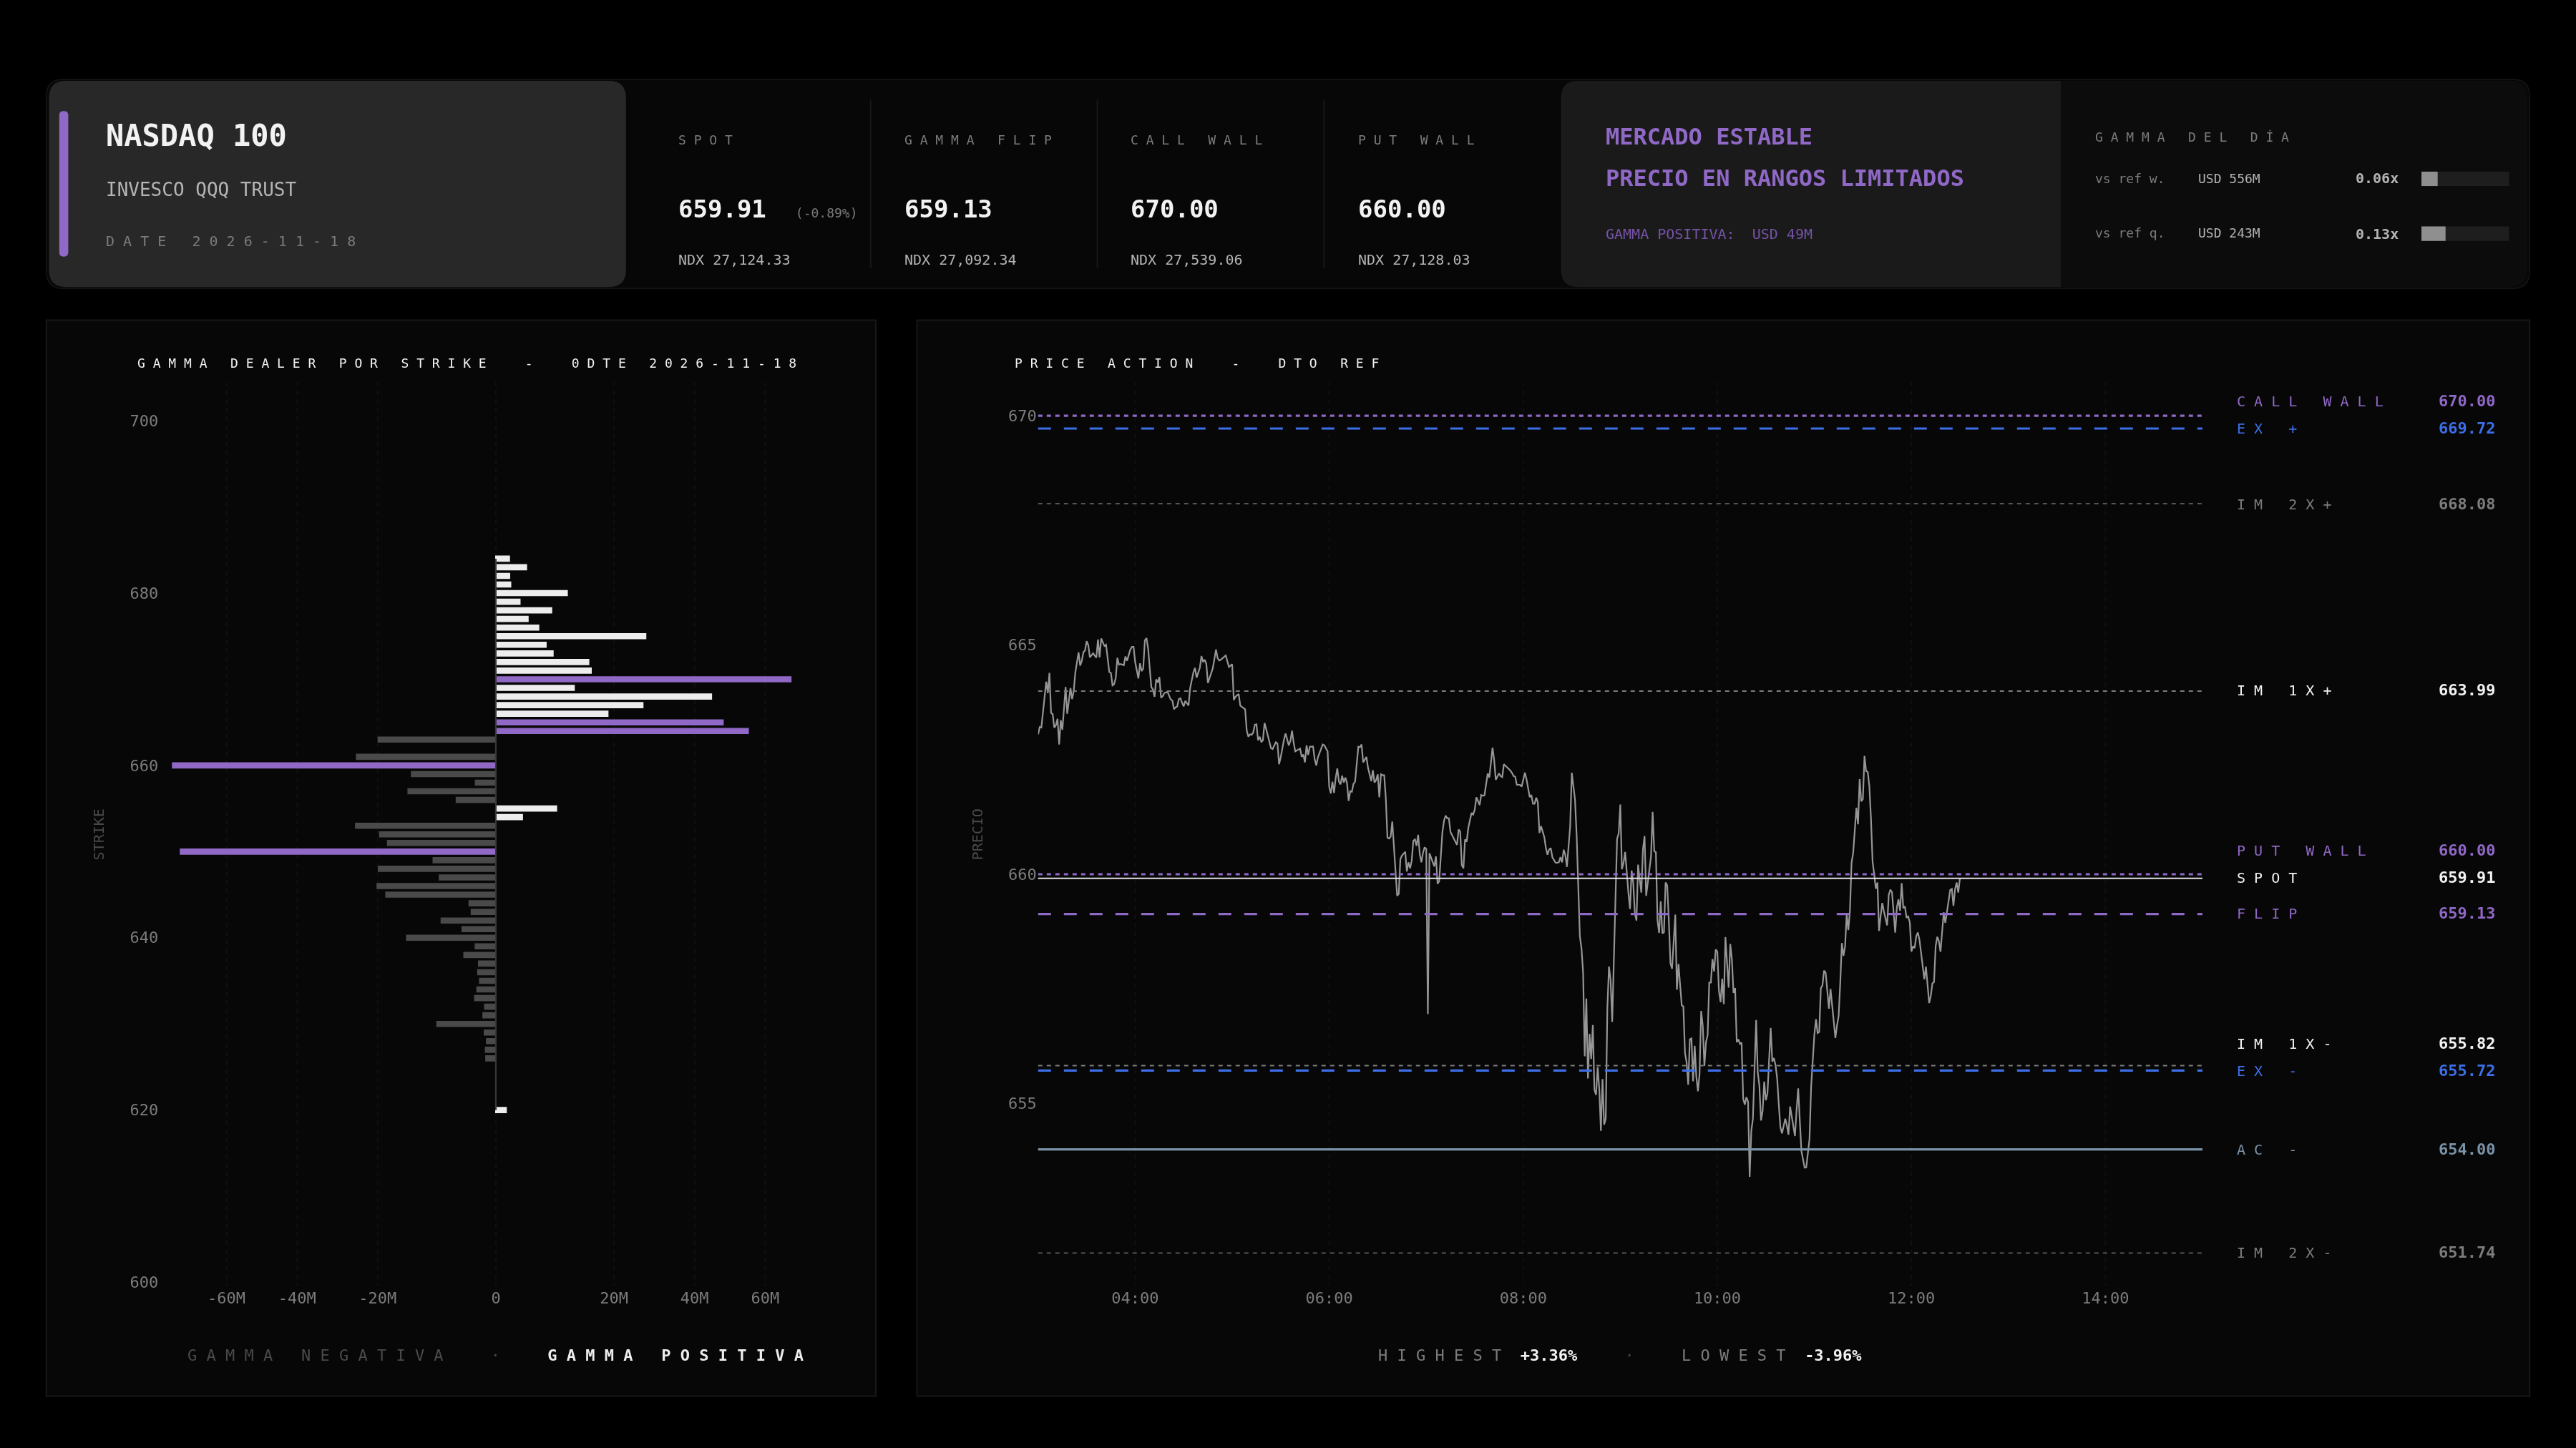 NASDAQ 100
INVESCO QQQ TRUST
DATE 2026-11-18
SPOT
659.91 (-0.89%)
NDX 27,124.33
GAMMA FLIP
659.13
NDX 27,092.34
CALL WALL
670.00
NDX 27,539.06
PUT WALL
660.00
NDX 27,128.03
MERCADO ESTABLE
PRECIO EN RANGOS LIMITADOS
GAMMA POSITIVA: USD 49M
GAMMA DEL DÍA
vs ref w. USD 556M 0.06x
vs ref q. USD 243M 0.13x
GAMMA DEALER POR STRIKE - 0DTE 2026-11-18
700
680
660
640
620
600
STRIKE
-60M -40M -20M 0 20M 40M 60M
GAMMA NEGATIVA · GAMMA POSITIVA
PRICE ACTION - DTO REF
670
665
660
655
PRECIO
CALL WALL 670.00
EX + 669.72
IM 2X+ 668.08
IM 1X+ 663.99
PUT WALL 660.00
SPOT 659.91
FLIP 659.13
IM 1X- 655.82
EX - 655.72
AC - 654.00
IM 2X- 651.74
04:00 06:00 08:00 10:00 12:00 14:00
HIGHEST +3.36% · LOWEST -3.96%